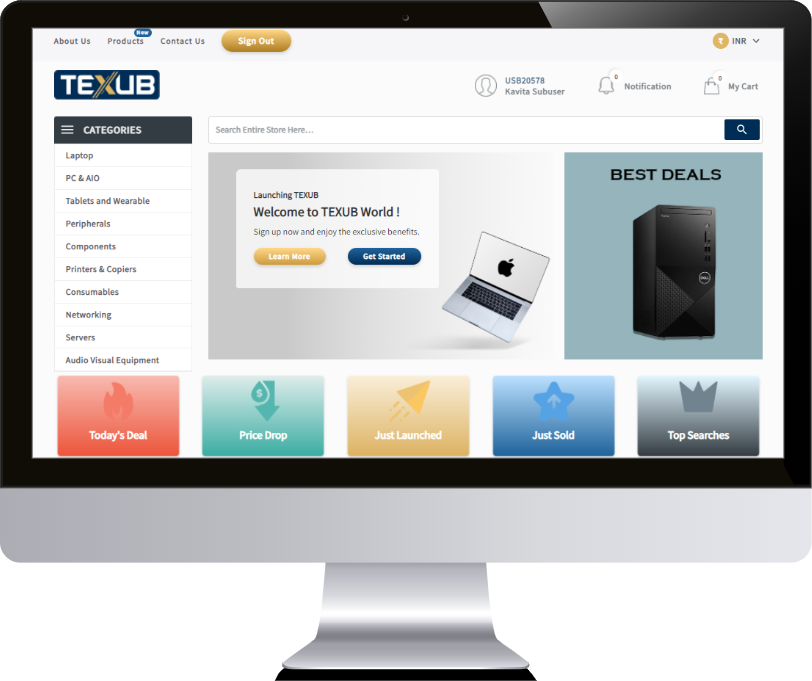 About Us
Products
New
Contact Us
Sign Out
₹ INR
TEXUB
USB20578
Kavita Subuser
0
Notification
0
My Cart
CATEGORIES
Search Entire Store Here...
Laptop
PC & AIO
Tablets and Wearable
Peripherals
Components
Printers & Copiers
Consumables
Networking
Servers
Audio Visual Equipment
Launching TEXUB
Welcome to TEXUB World !
Sign up now and enjoy the exclusive benefits.
Learn More
Get Started
BEST DEALS
DELL
$
Today's Deal
Price Drop
Just Launched
Just Sold
Top Searches